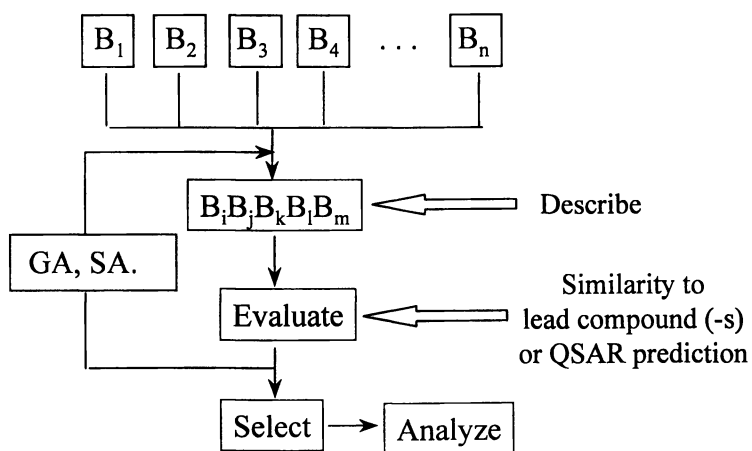 B₁ B₂ B₃ B₄ . . . Bₙ
BᵢBⱼBₖBₗBₘ
Describe
GA, SA.
Evaluate
Similarity to
lead compound (-s)
or QSAR prediction
Select
Analyze